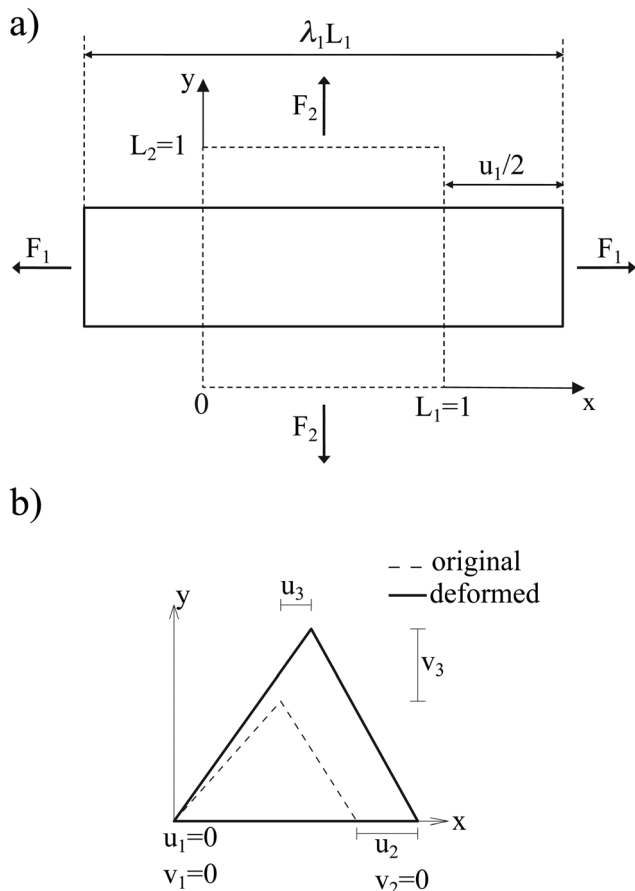 a)
λ₁L₁
y
F₂
L₂=1
u₁/2
F₁
F₁
0
L₁=1
x
F₂
b)
original
deformed
u₃
y
v₃
x
u₁=0
u₂
v₁=0
v₂=0